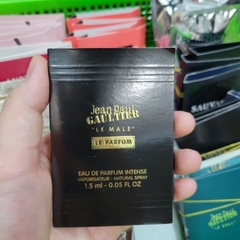 Jean Paul
GAULTIER
"LE MALE"
LE PARFUM
EAU DE PARFUM INTENSE
VAPORISATEUR - NATURAL SPRAY
1.5 ml - 0.05 FL OZ
SAUV